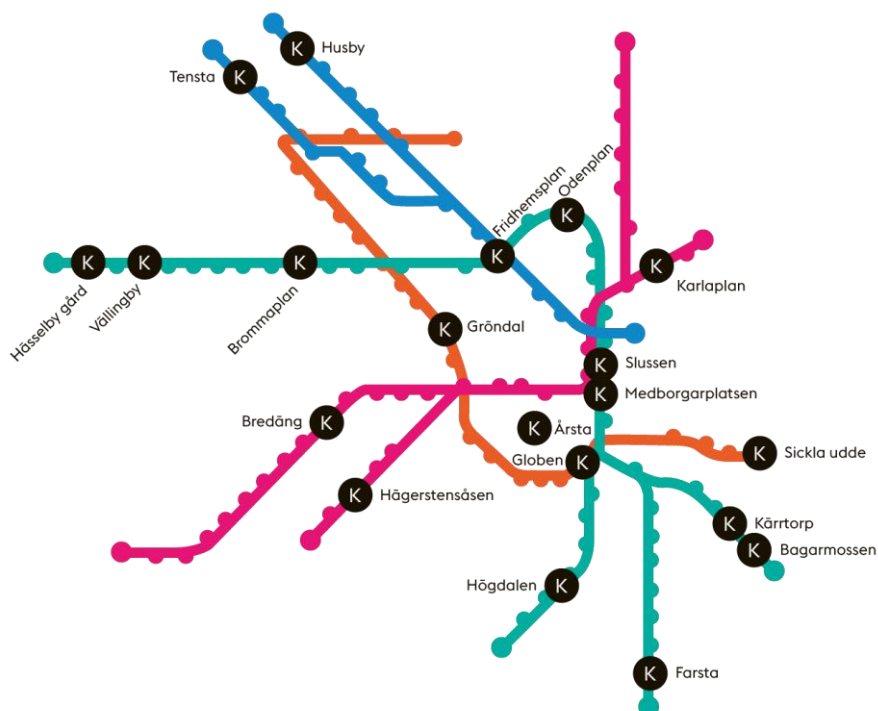 K Husby
Tensta K
Fridhemsplan
Odenplan
K
K
K
Hässelby gård
K
Vällingby
K
Brommaplan
K
Karlaplan
K Gröndal
K Slussen
K Medborgarplatsen
Bredäng K
K Årsta
Globen K
K Sickla udde
K Hägerstensåsen
K Kärrtorp
K Bagarmossen
Högdalen K
K Farsta